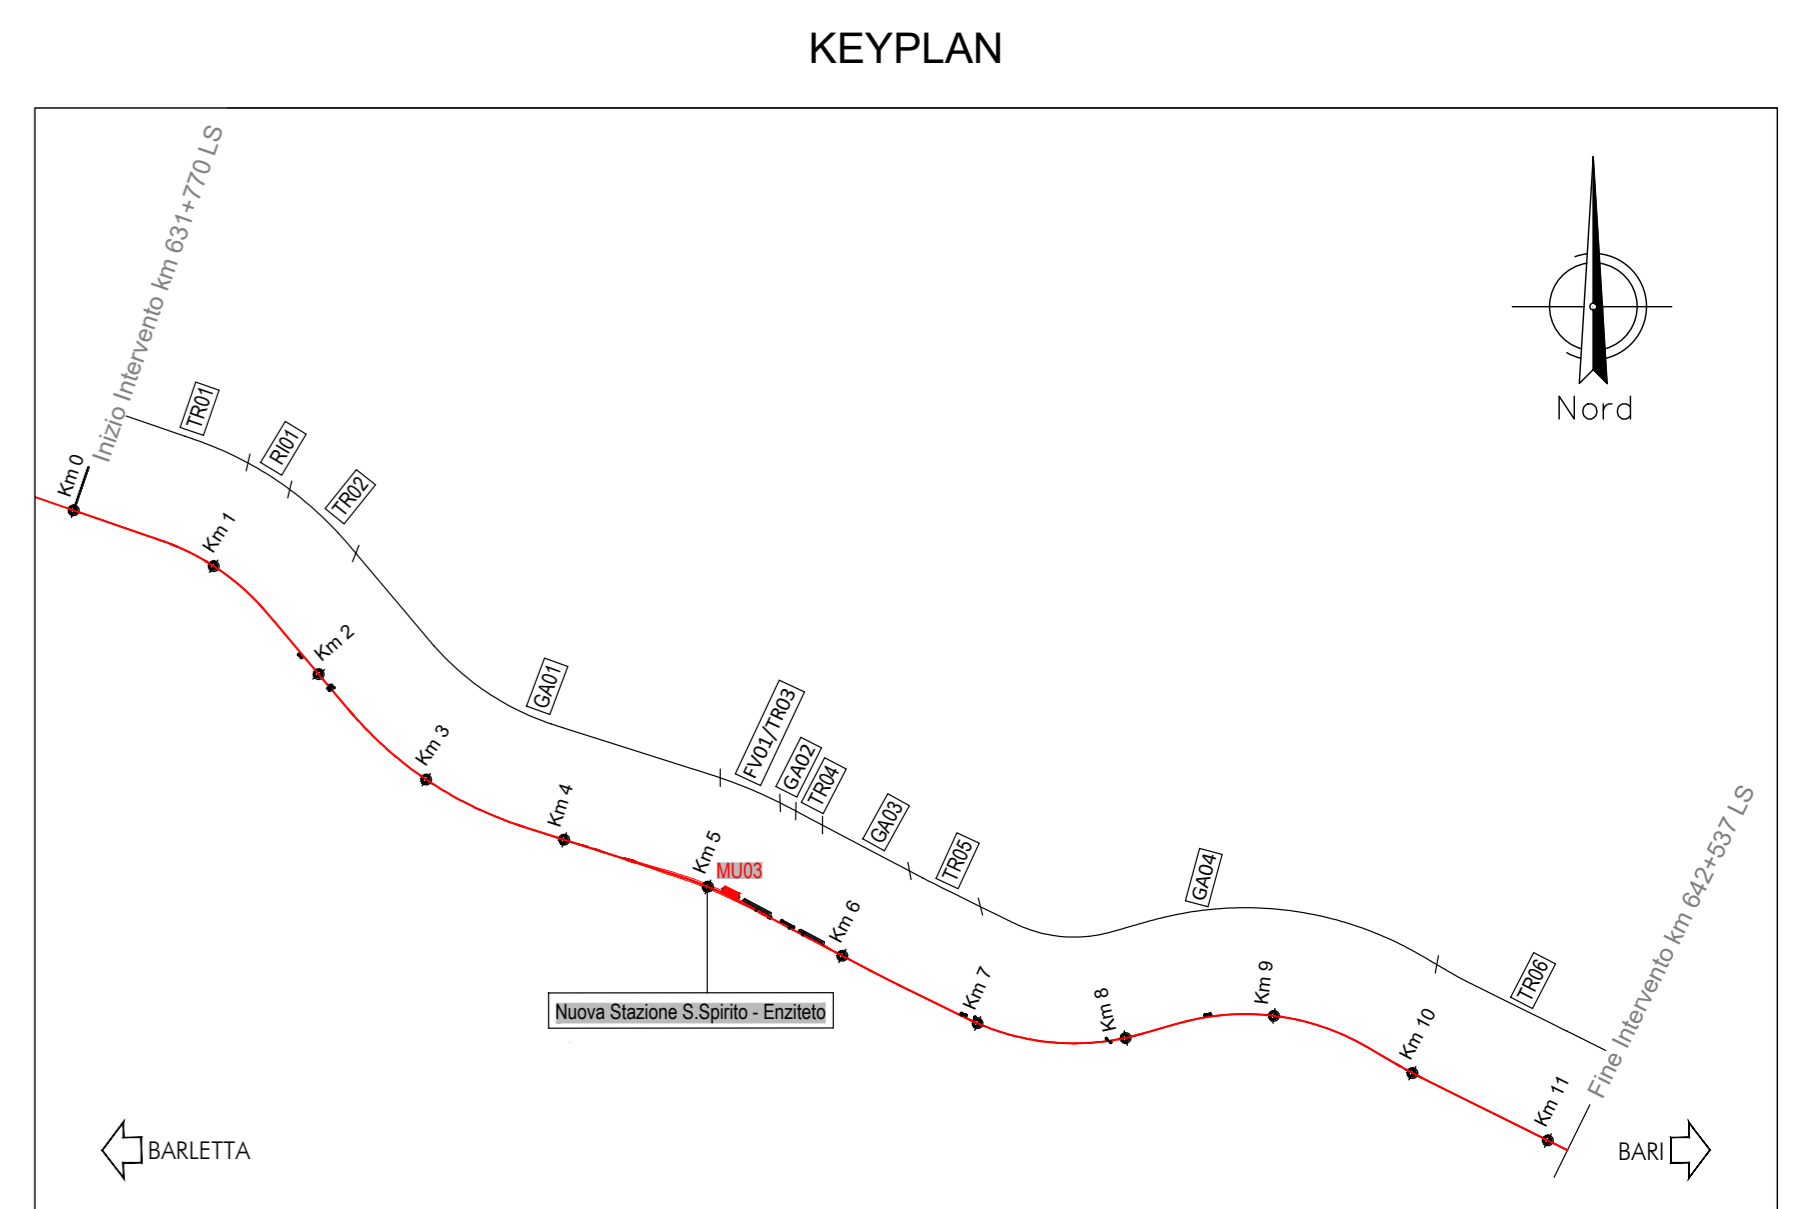 KEYPLAN
Inizio Intervento km 631+770 LS
Nord
TR01
RI01
TR02
Km 0
Km 1
Km 2
GA01
FV01/TR03
GA02
TR04
GA03
TR05
GA04
TR06
Fine Intervento km 642+537 LS
Km 3
Km 4
Km 5
MU03
Km 6
Km 7
Km 8
Km 9
Km 10
Km 11
Nuova Stazione S.Spirito - Enziteto
BARLETTA
BARI